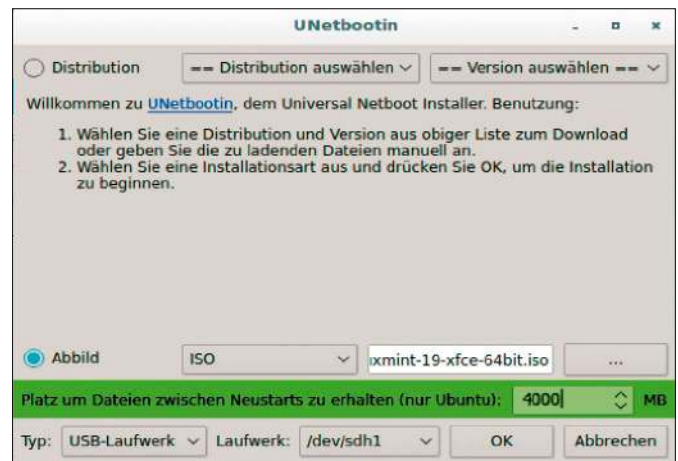 UNetbootin
Distribution == Distribution auswählen == Version auswählen ==
Willkommen zu UNetbootin, dem Universal Netboot Installer. Benutzung:
1. Wählen Sie eine Distribution und Version aus obiger Liste zum Download
oder geben Sie die zu ladenden Dateien manuell an.
2. Wählen Sie eine Installationsart aus und drücken Sie OK, um die Installation
zu beginnen.
Abbild ISO xmint-19-xfce-64bit.iso ...
Platz um Dateien zwischen Neustarts zu erhalten (nur Ubuntu): 4000 MB
Typ: USB-Laufwerk Laufwerk: /dev/sdh1 OK Abbrechen